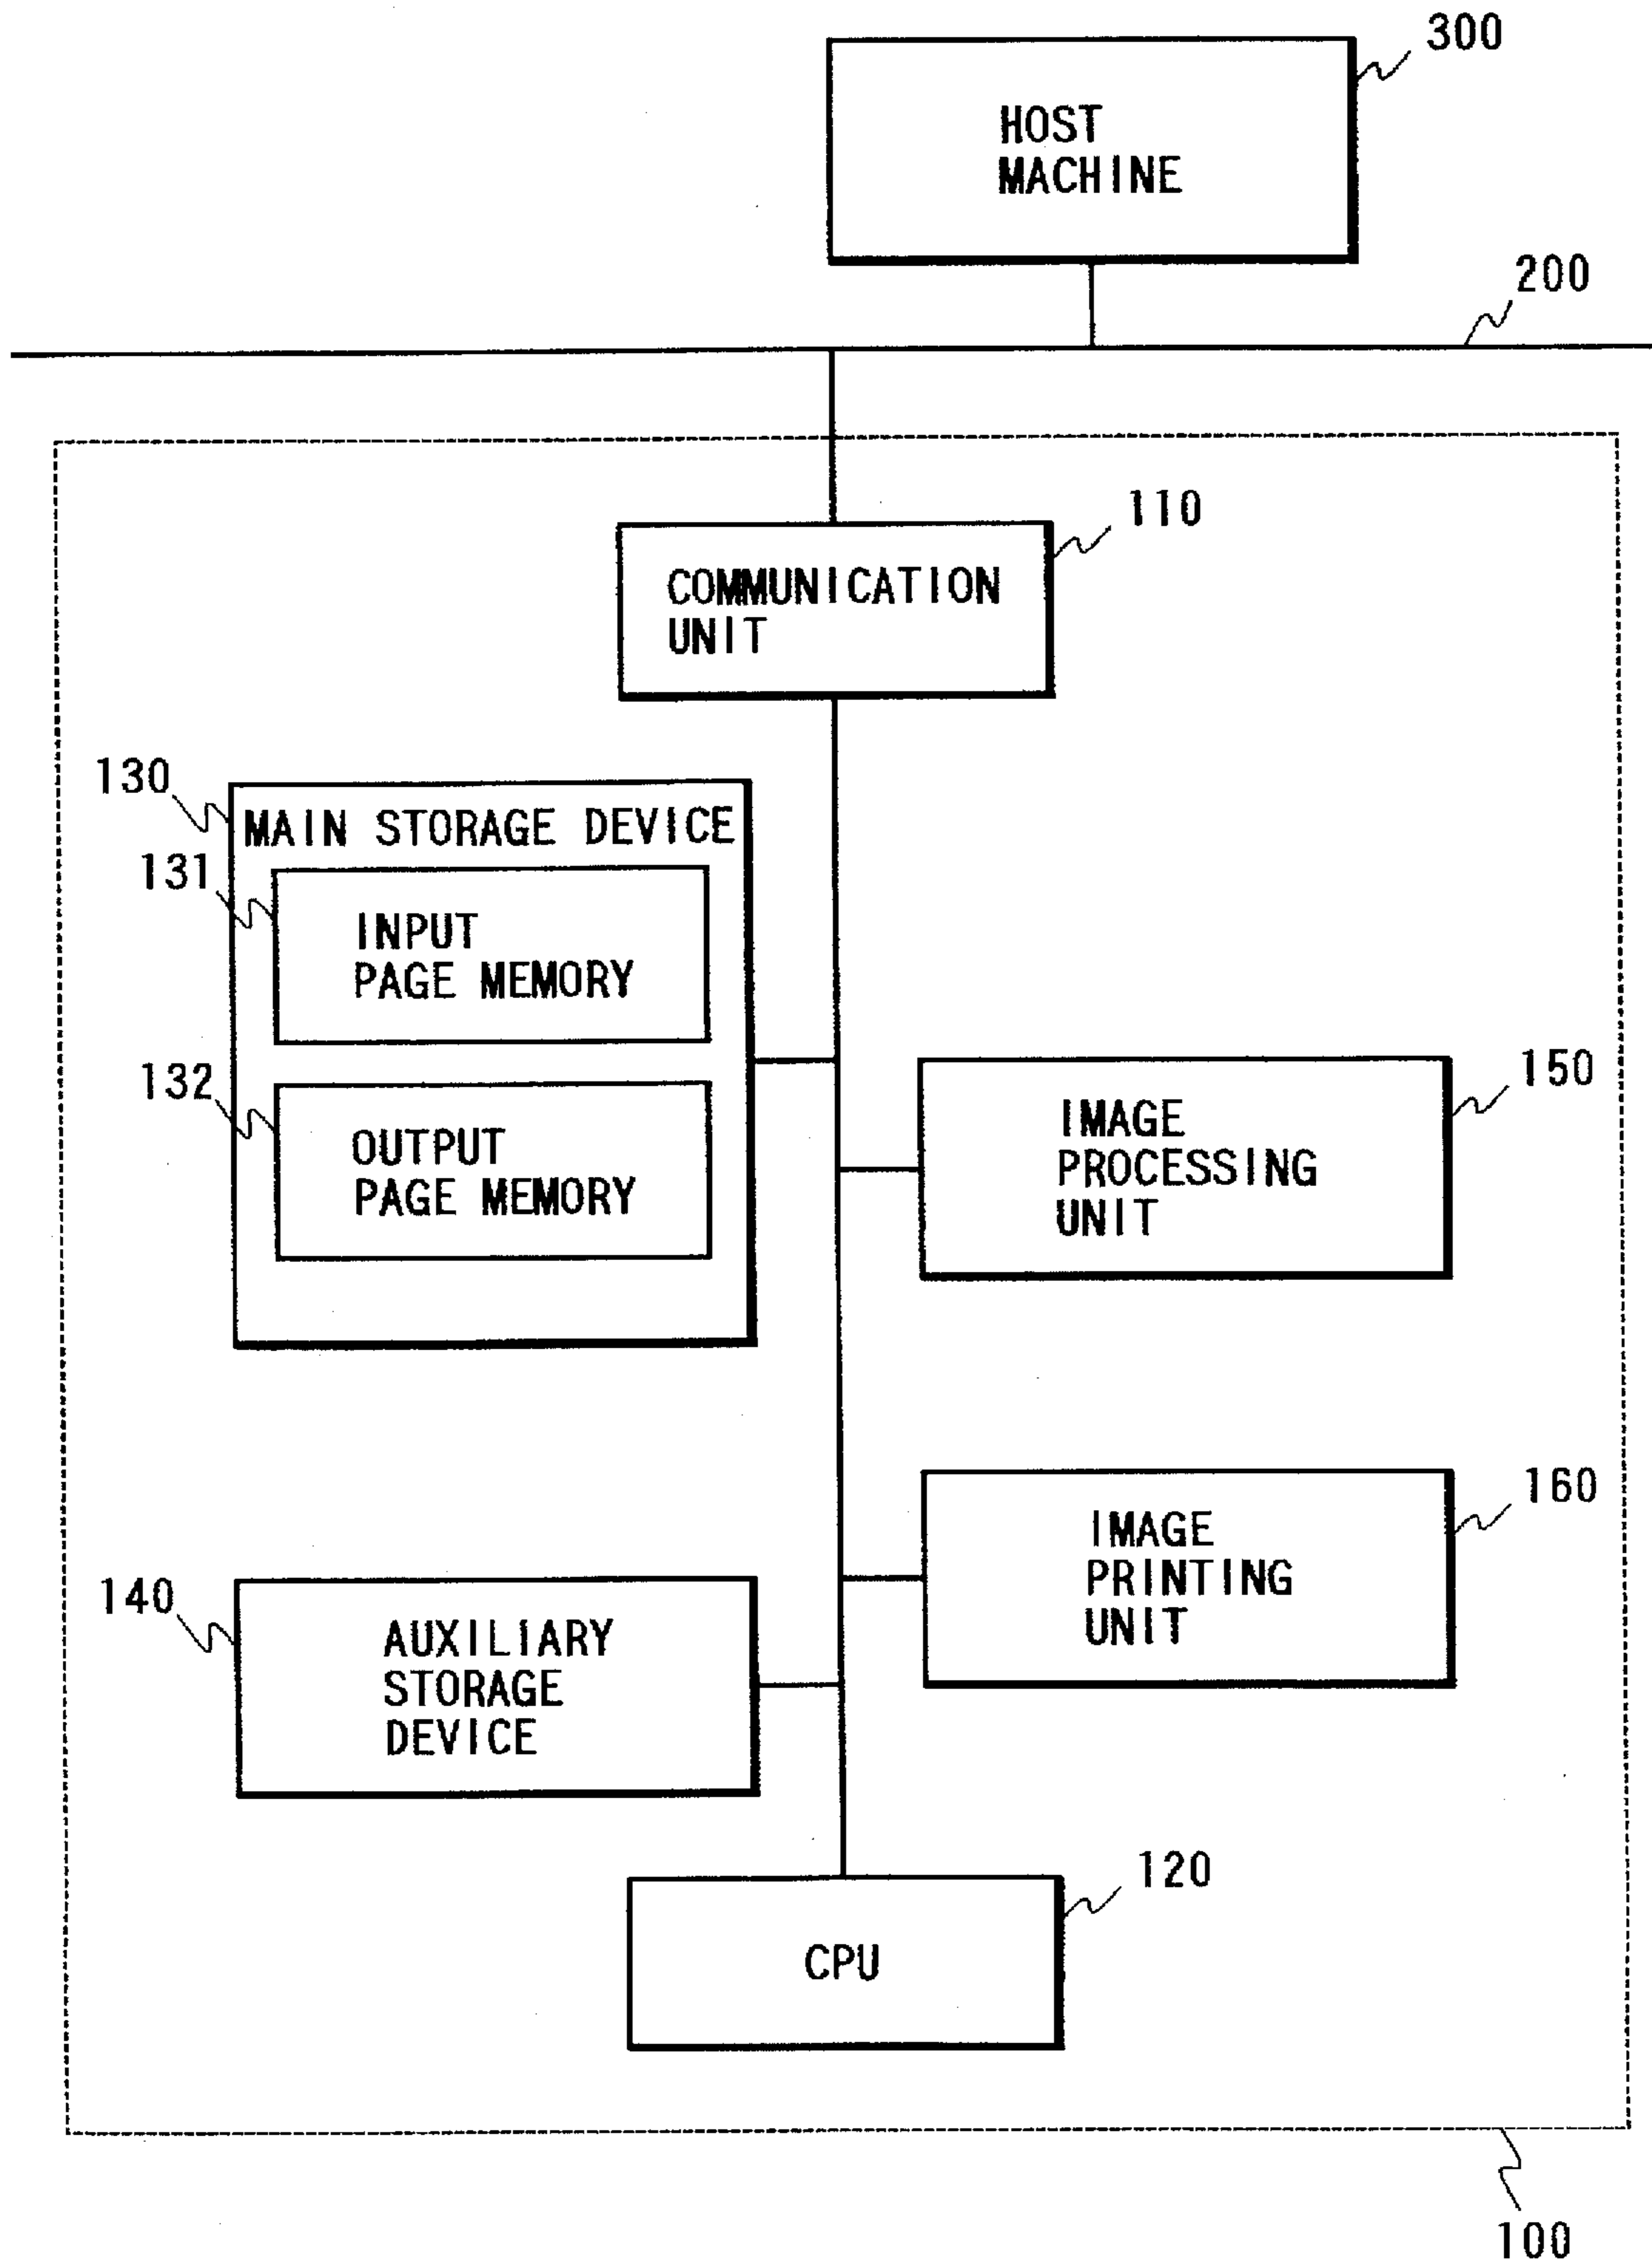 300
HOST
MACHINE
200
110
COMMUNICATION
UNIT
130
MAIN STORAGE DEVICE
131
INPUT
PAGE MEMORY
132
OUTPUT
PAGE MEMORY
150
IMAGE
PROCESSING
UNIT
160
IMAGE
PRINTING
UNIT
140
AUXILIARY
STORAGE
DEVICE
120
CPU
100